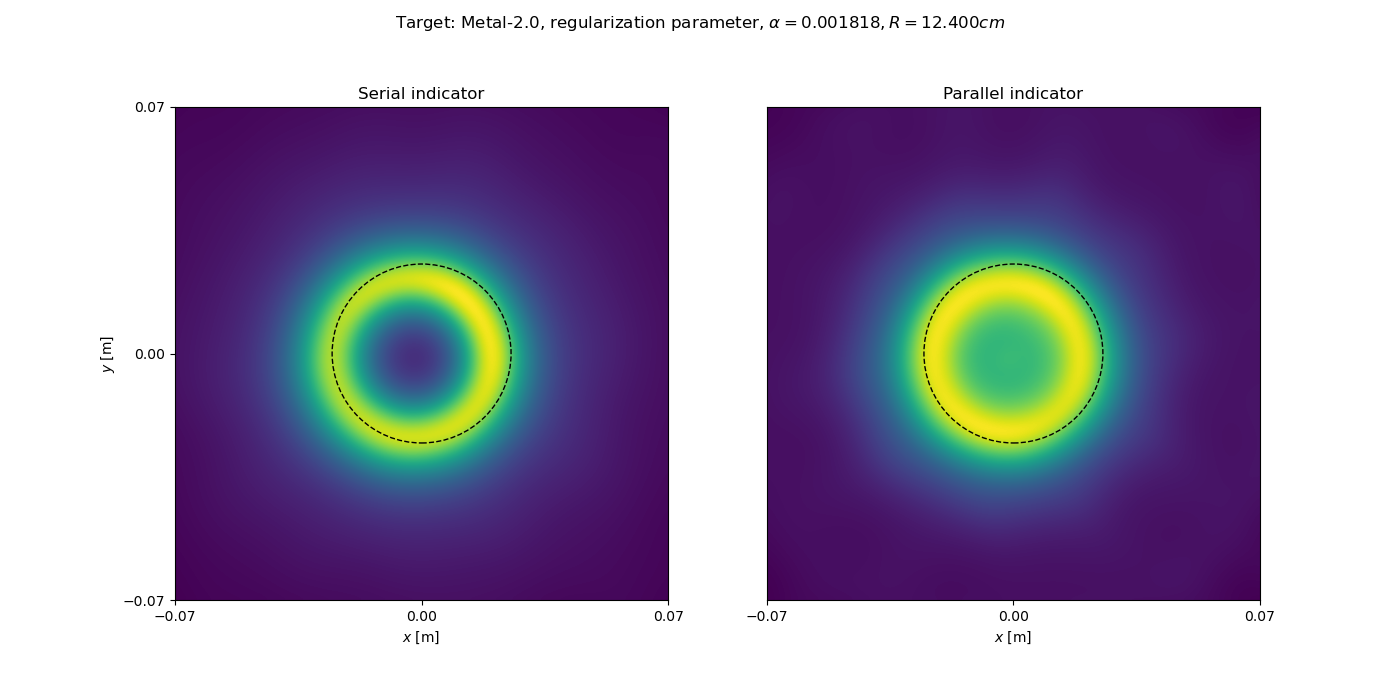 Target: Metal-2.0, regularization parameter, α = 0.001818, R = 12.400cm
Serial indicator
Parallel indicator
0.07
0.00
−0.07
y [m]
−0.07
0.00
0.07
x [m]
−0.07
0.00
0.07
x [m]